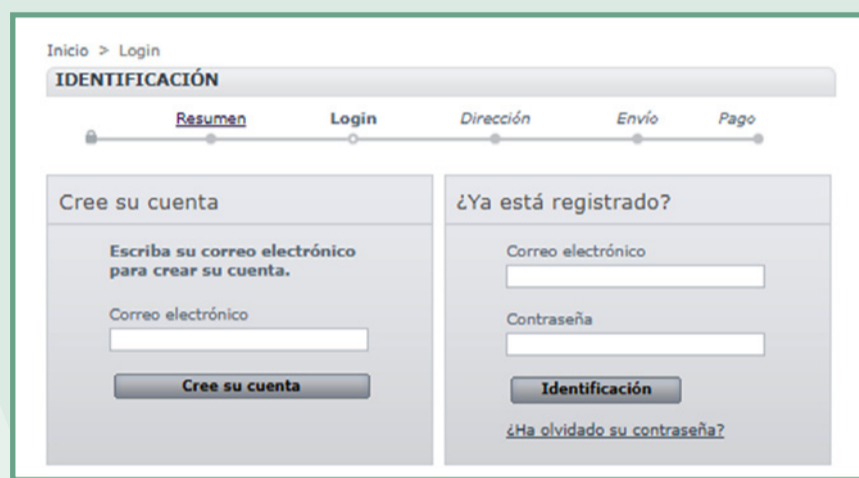 Inicio > Login
IDENTIFICACIÓN
Resumen Login Dirección Envío Pago
Cree su cuenta
Escriba su correo electrónico
para crear su cuenta.
Correo electrónico
Cree su cuenta
¿Ya está registrado?
Correo electrónico
Contraseña
Identificación
¿Ha olvidado su contraseña?